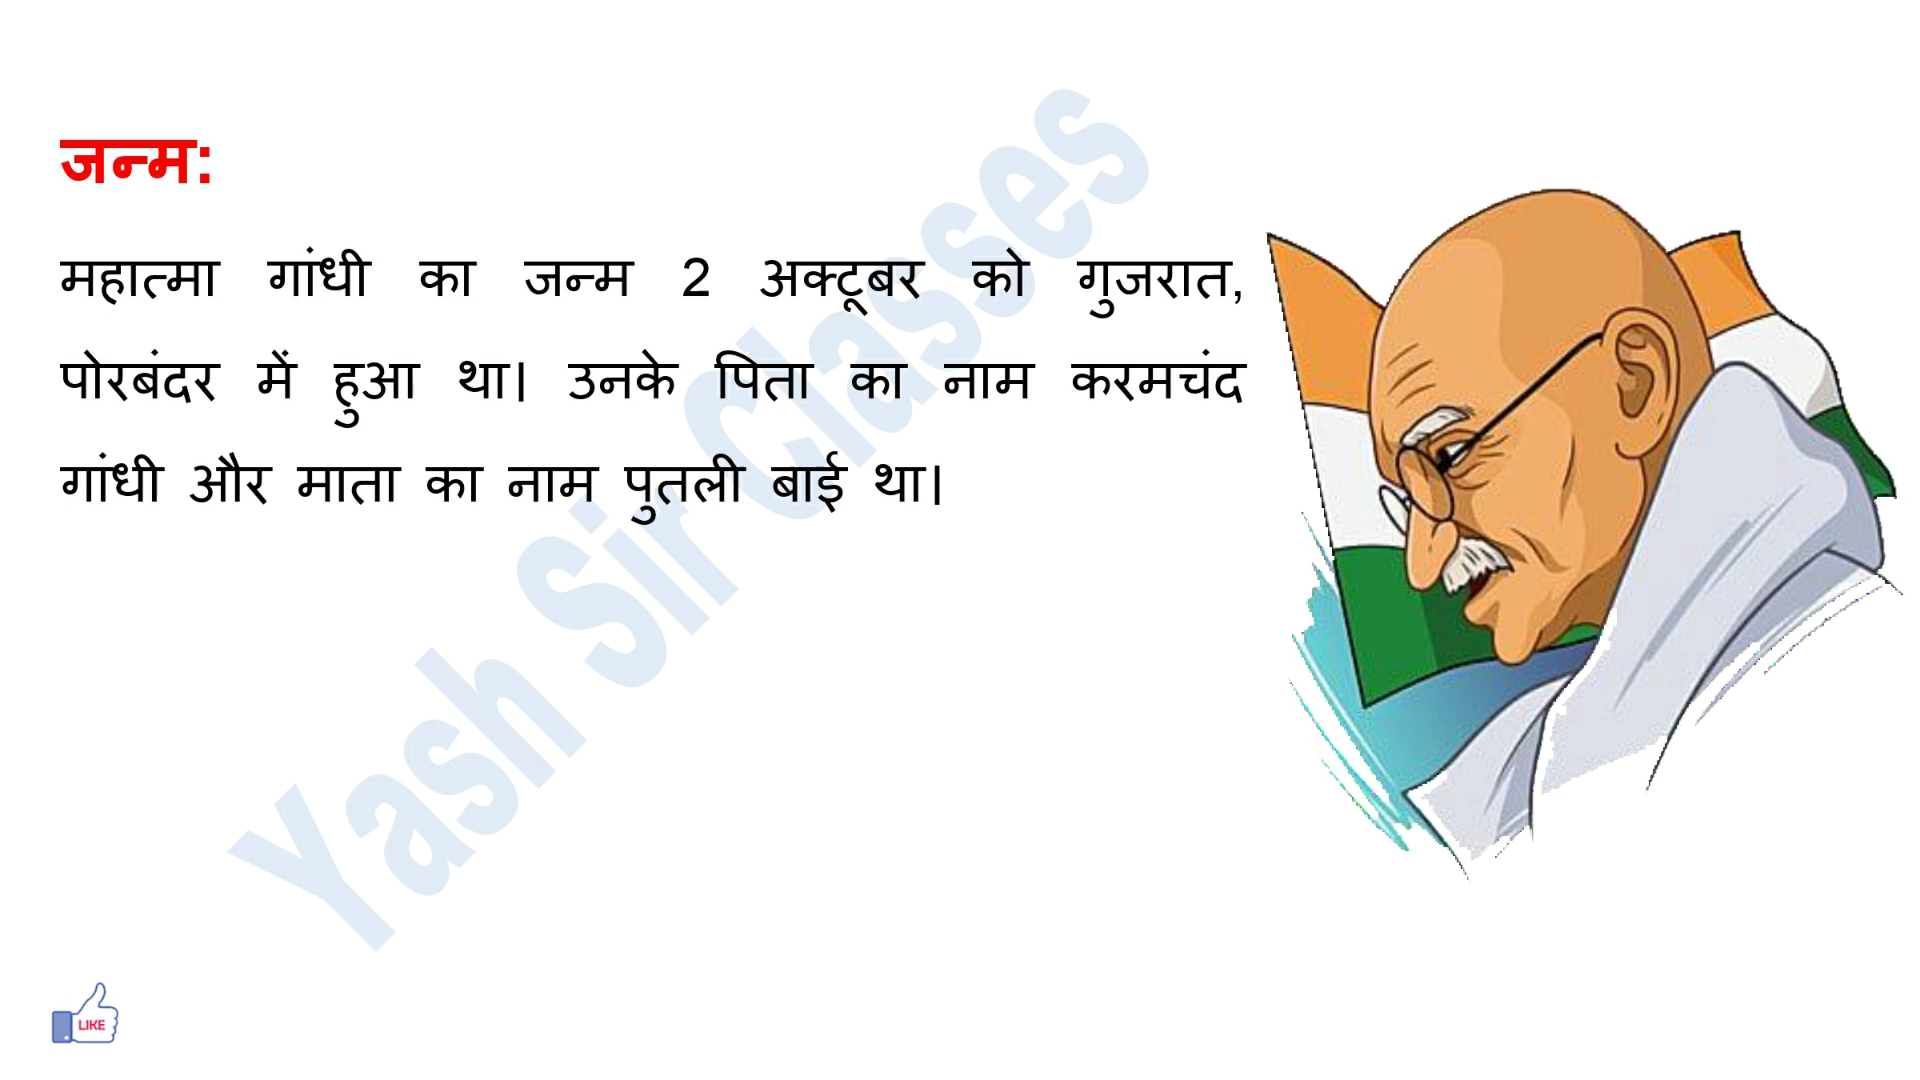 जन्म:
महात्मा गांधी का जन्म 2 अक्टूबर को गुजरात,
पोरबंदर में हुआ था। उनके पिता का नाम करमचंद
गांधी और माता का नाम पुतली बाई था।
Yash Sir Classes
LIKE